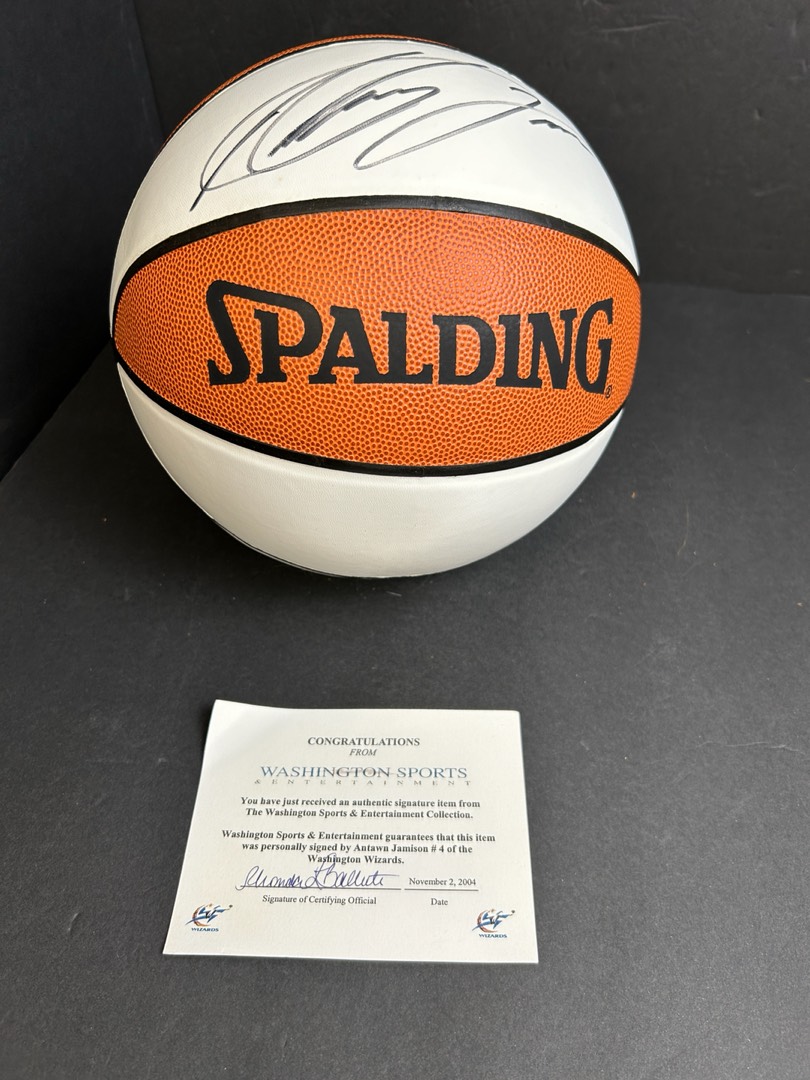 SPALDING®
CONGRATULATIONS
FROM
WASHINGTON SPORTS
& ENTERTAINMENT
You have just received an authentic signature item from
The Washington Sports & Entertainment Collection.
Washington Sports & Entertainment guarantees that this item
was personally signed by Antawn Jamison # 4 of the
Washington Wizards.
November 2, 2004
Signature of Certifying Official Date
WIZARDS WIZARDS